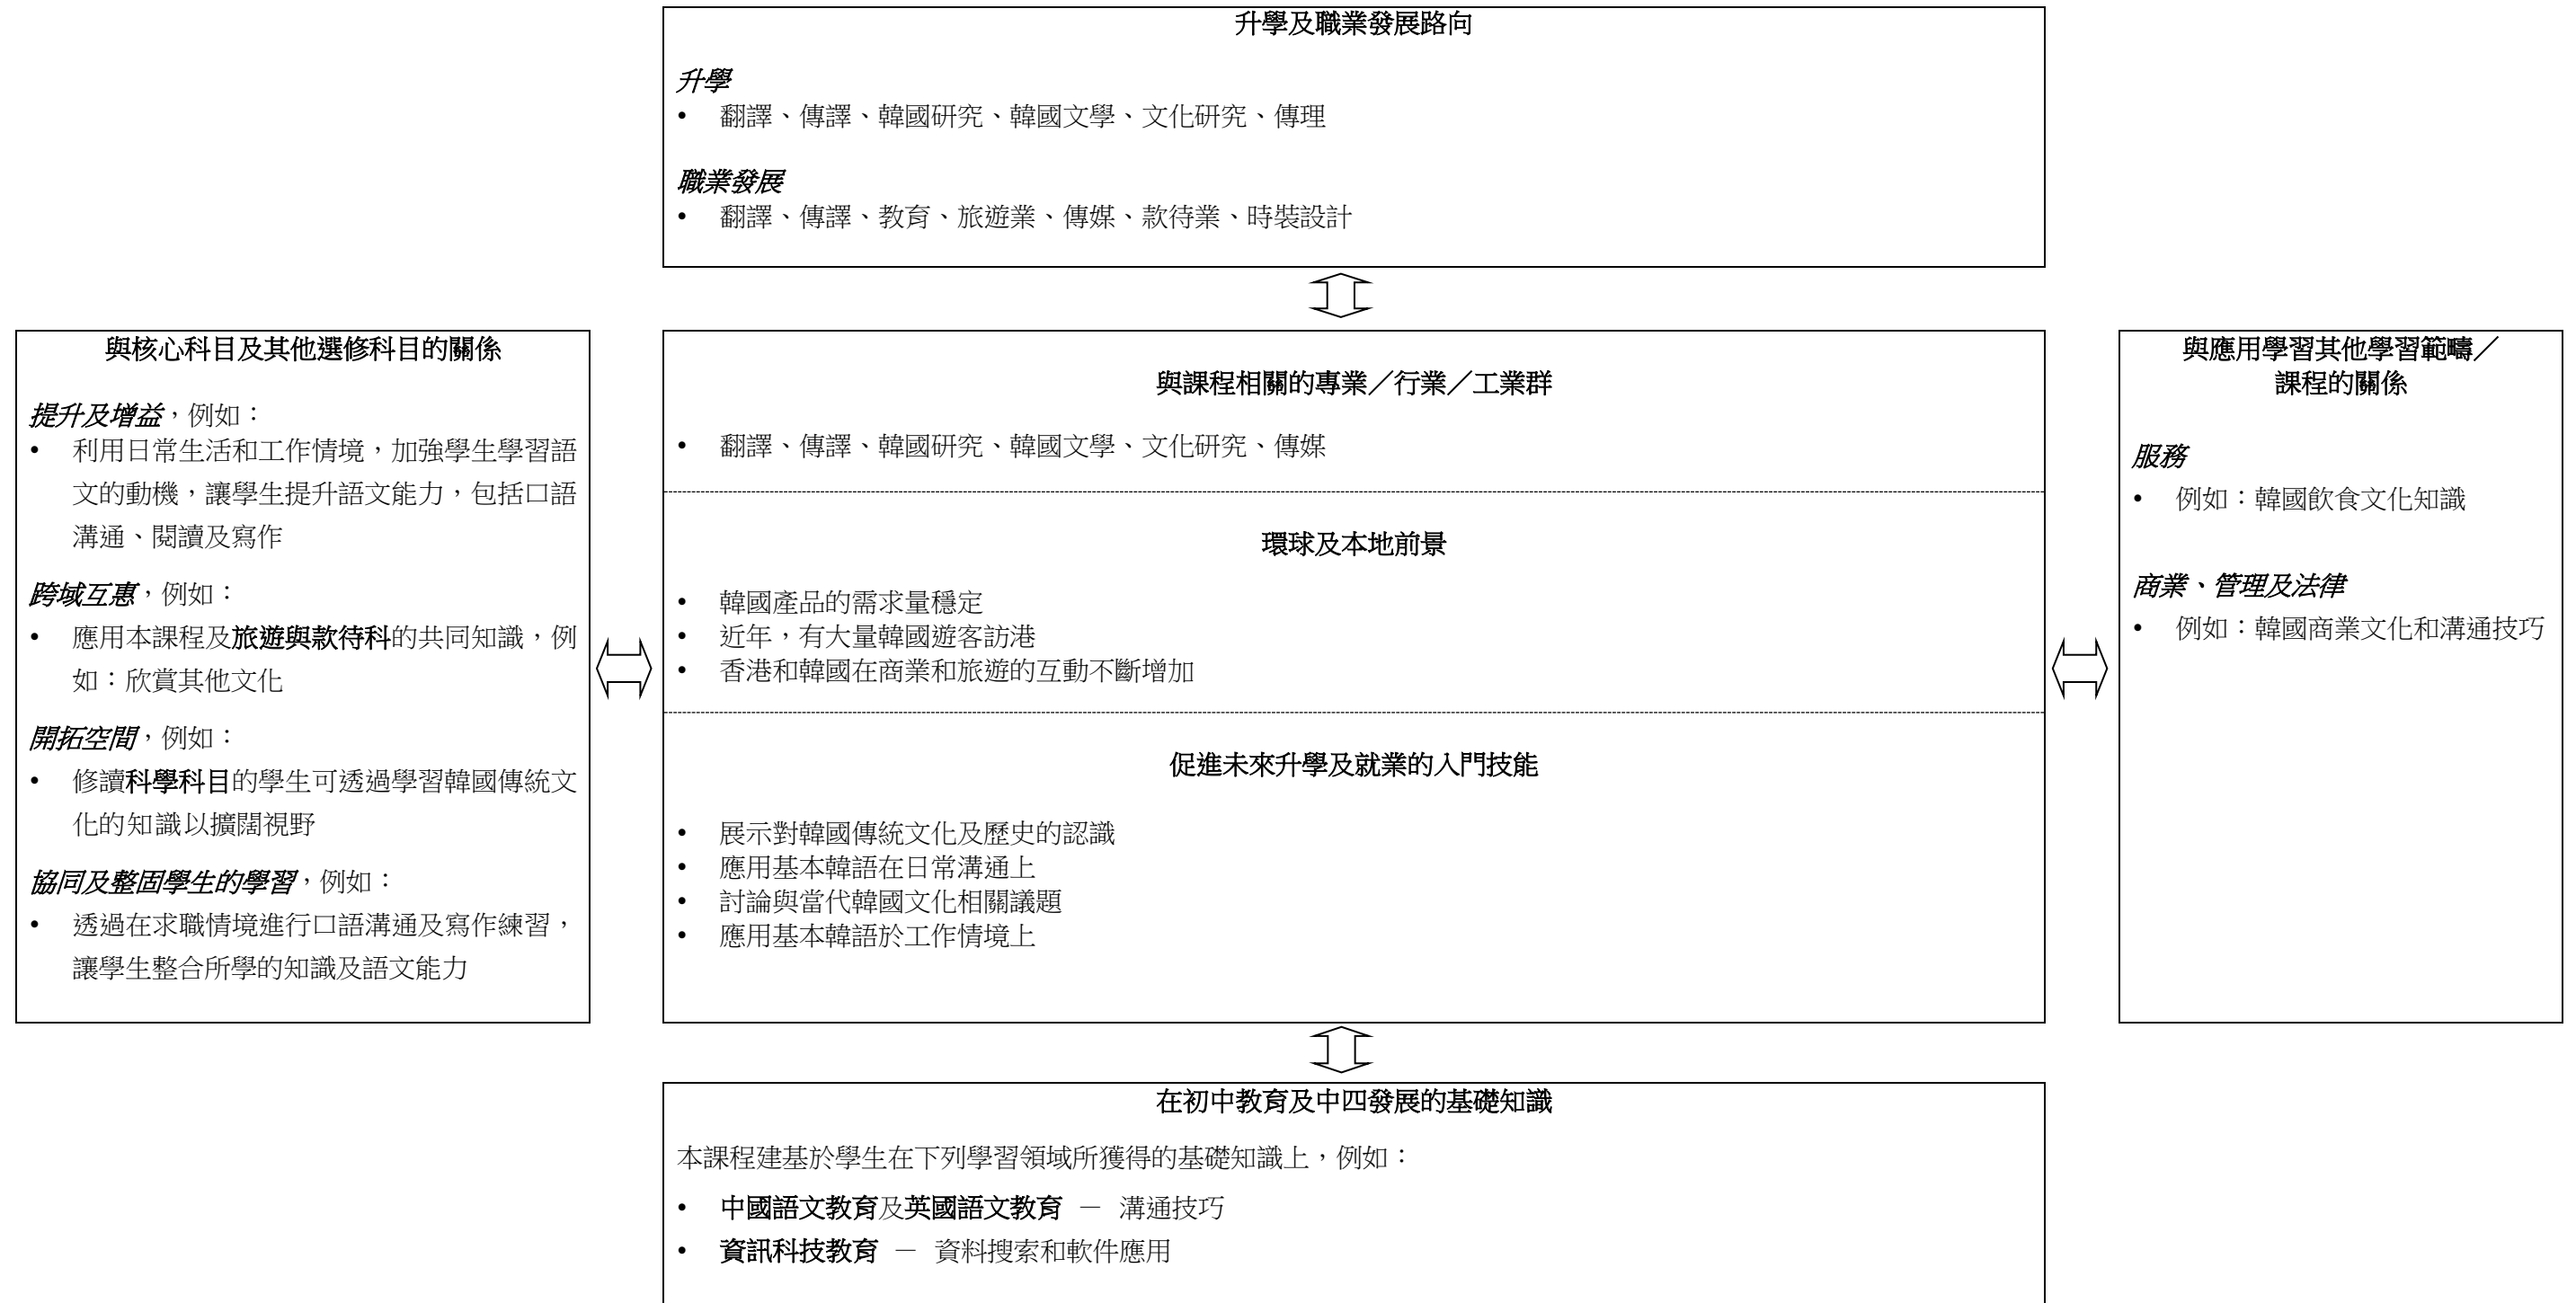 升學及職業發展路向
升學
• 翻譯、傳譯、韓國研究、韓國文學、文化研究、傳理
職業發展
• 翻譯、傳譯、教育、旅遊業、傳媒、款待業、時裝設計
與核心科目及其他選修科目的關係
提升及增益，例如：
• 利用日常生活和工作情境，加強學生學習語
文的動機，讓學生提升語文能力，包括口語
溝通、閱讀及寫作
跨域互惠，例如：
• 應用本課程及旅遊與款待科的共同知識，例
如：欣賞其他文化
開拓空間，例如：
• 修讀科學科目的學生可透過學習韓國傳統文
化的知識以擴闊視野
協同及整固學生的學習，例如：
• 透過在求職情境進行口語溝通及寫作練習，
讓學生整合所學的知識及語文能力
與課程相關的專業／行業／工業群
• 翻譯、傳譯、韓國研究、韓國文學、文化研究、傳媒
環球及本地前景
• 韓國產品的需求量穩定
• 近年，有大量韓國遊客訪港
• 香港和韓國在商業和旅遊的互動不斷增加
促進未來升學及就業的入門技能
• 展示對韓國傳統文化及歷史的認識
• 應用基本韓語在日常溝通上
• 討論與當代韓國文化相關議題
• 應用基本韓語於工作情境上
與應用學習其他學習範疇／
課程的關係
服務
• 例如：韓國飲食文化知識
商業、管理及法律
• 例如：韓國商業文化和溝通技巧
在初中教育及中四發展的基礎知識
本課程建基於學生在下列學習領域所獲得的基礎知識上，例如：
• 中國語文教育及英國語文教育 － 溝通技巧
• 資訊科技教育 － 資料搜索和軟件應用